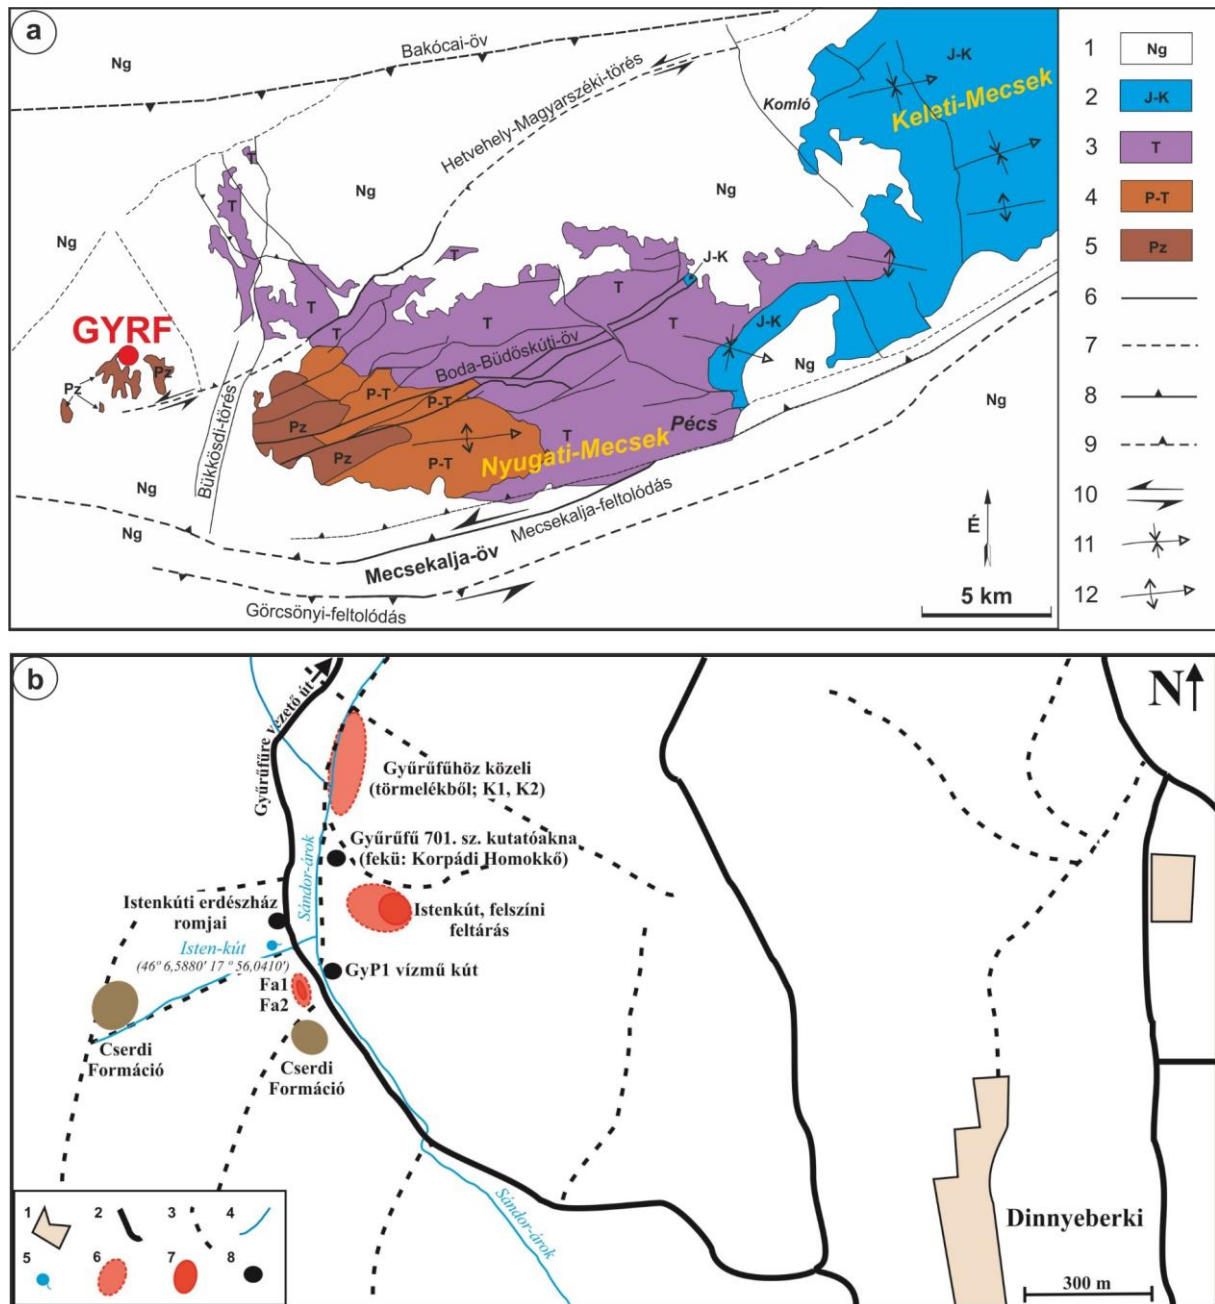 a
Ng
Bakócai-öv
Hetvehely-Magyarszéki-törés
Komló
J-K
Keleti-Mecsek
T
Ng
Ng
T
T
J-K
GYRF
Pz
Pz
T
T
T
T
T
J-K
Ng
Boda-Büdöskúti-öv
P-T
P-T
Bükkösdi-törés
Pz
Pz
P-T
T
Pécs
Nyugati-Mecsek
Ng
Ng
Ng
Mecsekalja-feltolódás
Mecsekalja-öv
Görcsönyi-feltolódás
É
5 km
1 Ng
2 J-K
3 T
4 P-T
5 Pz
6
7
8
9
10
11
12
b
Gyűrűfűre vezető út
N
Gyűrűfűhöz közeli
(törmelékből; K1, K2)
Sándor-árok
Gyűrűfű 701. sz. kutatóakna
(fekü: Korpádi Homokkő)
Istenkúti erdészház
romjai
Istenkút, felszíni
feltárás
Isten-kút
(46° 6,5880' 17 ° 56,0410')
GyP1 vízmű kút
Fa1
Fa2
Cserdi
Formáció
Cserdi
Formáció
Sándor-árok
Dinnyeberki
300 m
1 2 3 4
5 6 7 8